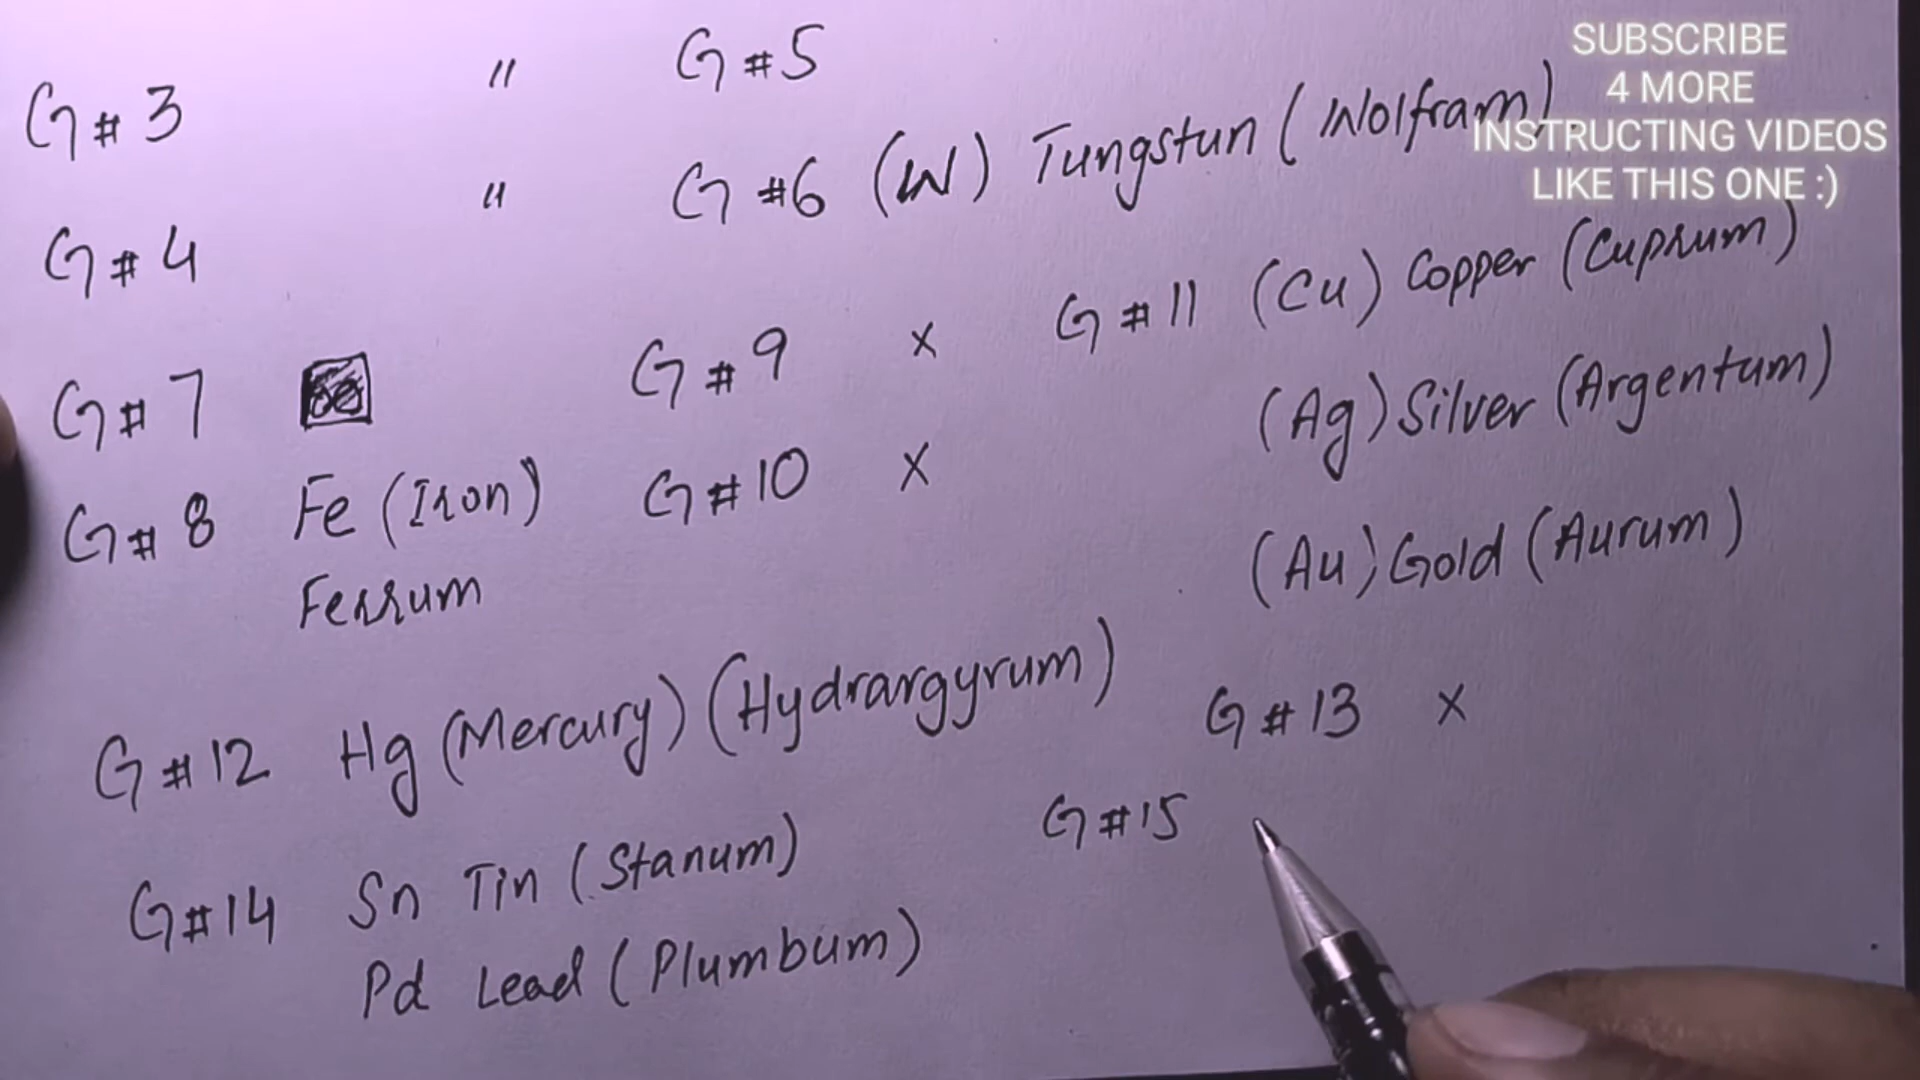 G#3 " G#5
G#4 " G#6 (W) Tungstun (Wolfram)
G#7 G#9 x G#11 (Cu) Copper (Cuprum)
G#8 Fe (Iron) G#10 x (Ag) Silver (Argentum)
Ferrum (Au) Gold (Aurum)
G#12 Hg (Mercury) (Hydrargyrum) G#13 x
G#14 Sn Tin (Stanum) G#15
Pd Lead (Plumbum)
SUBSCRIBE
4 MORE
INSTRUCTING VIDEOS
LIKE THIS ONE :)